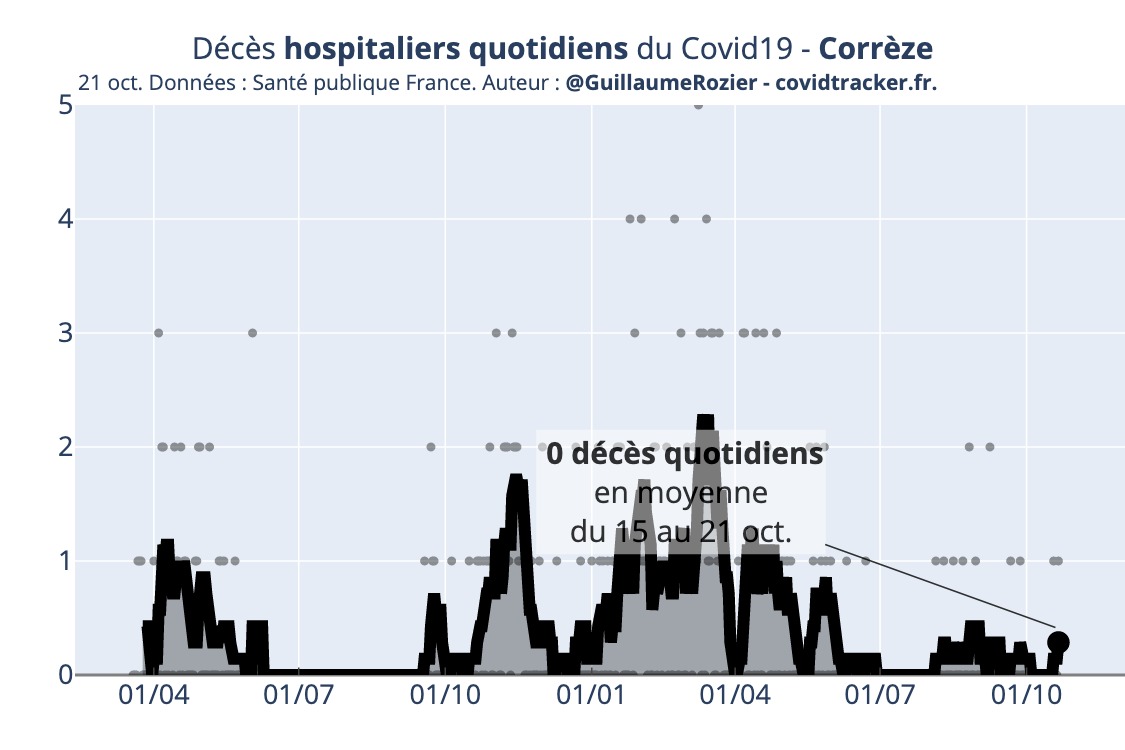 Décès hospitaliers quotidiens du Covid19 - Corrèze
21 oct. Données : Santé publique France. Auteur : @GuillaumeRozier - covidtracker.fr.
5
4
3
2
1
0
0 décès quotidiens
en moyenne
du 15 au 21 oct.
01/04 01/07 01/10 01/01 01/04 01/07 01/10